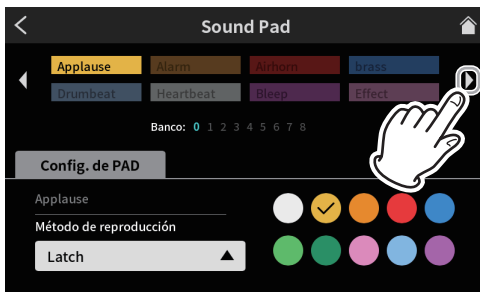 Sound Pad
Applause Alarm Airhorn brass
Drumbeat Heartbeat Bleep Effect
Banco: 0 1 2 3 4 5 6 7 8
Config. de PAD
Applause
Método de reproducción
Latch